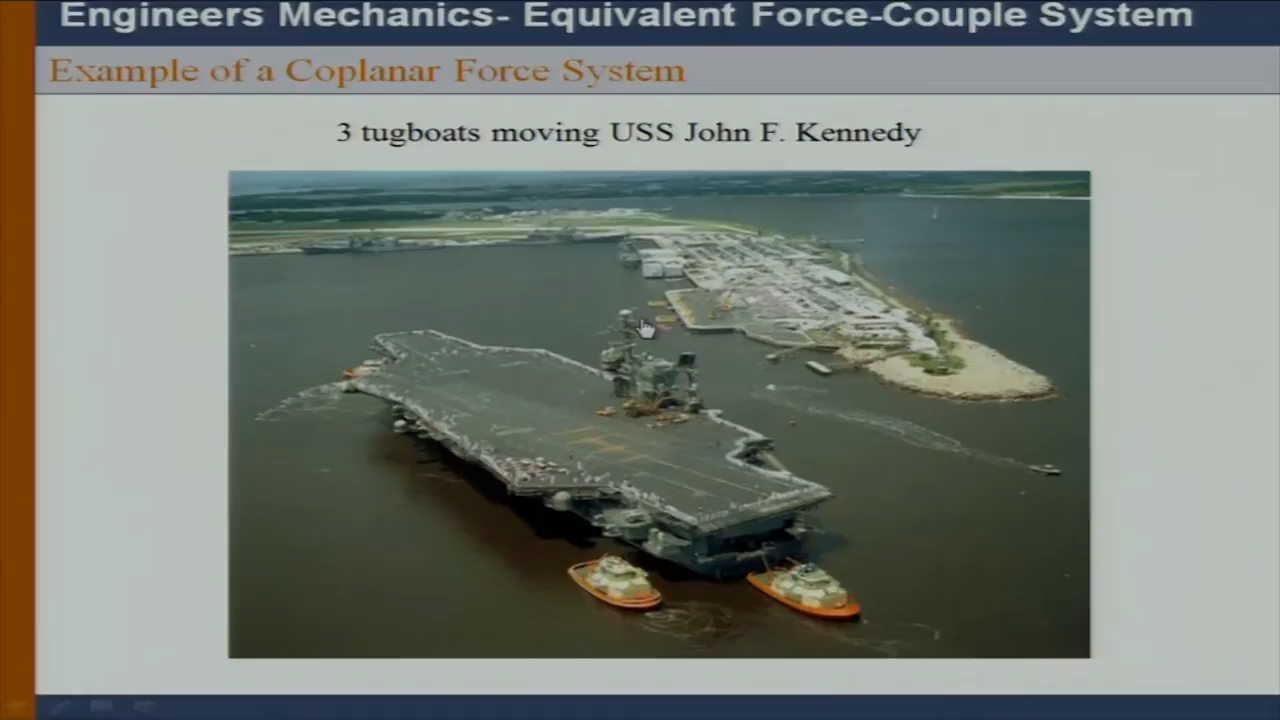 Engineers Mechanics- Equivalent Force-Couple System
Example of a Coplanar Force System
3 tugboats moving USS John F. Kennedy